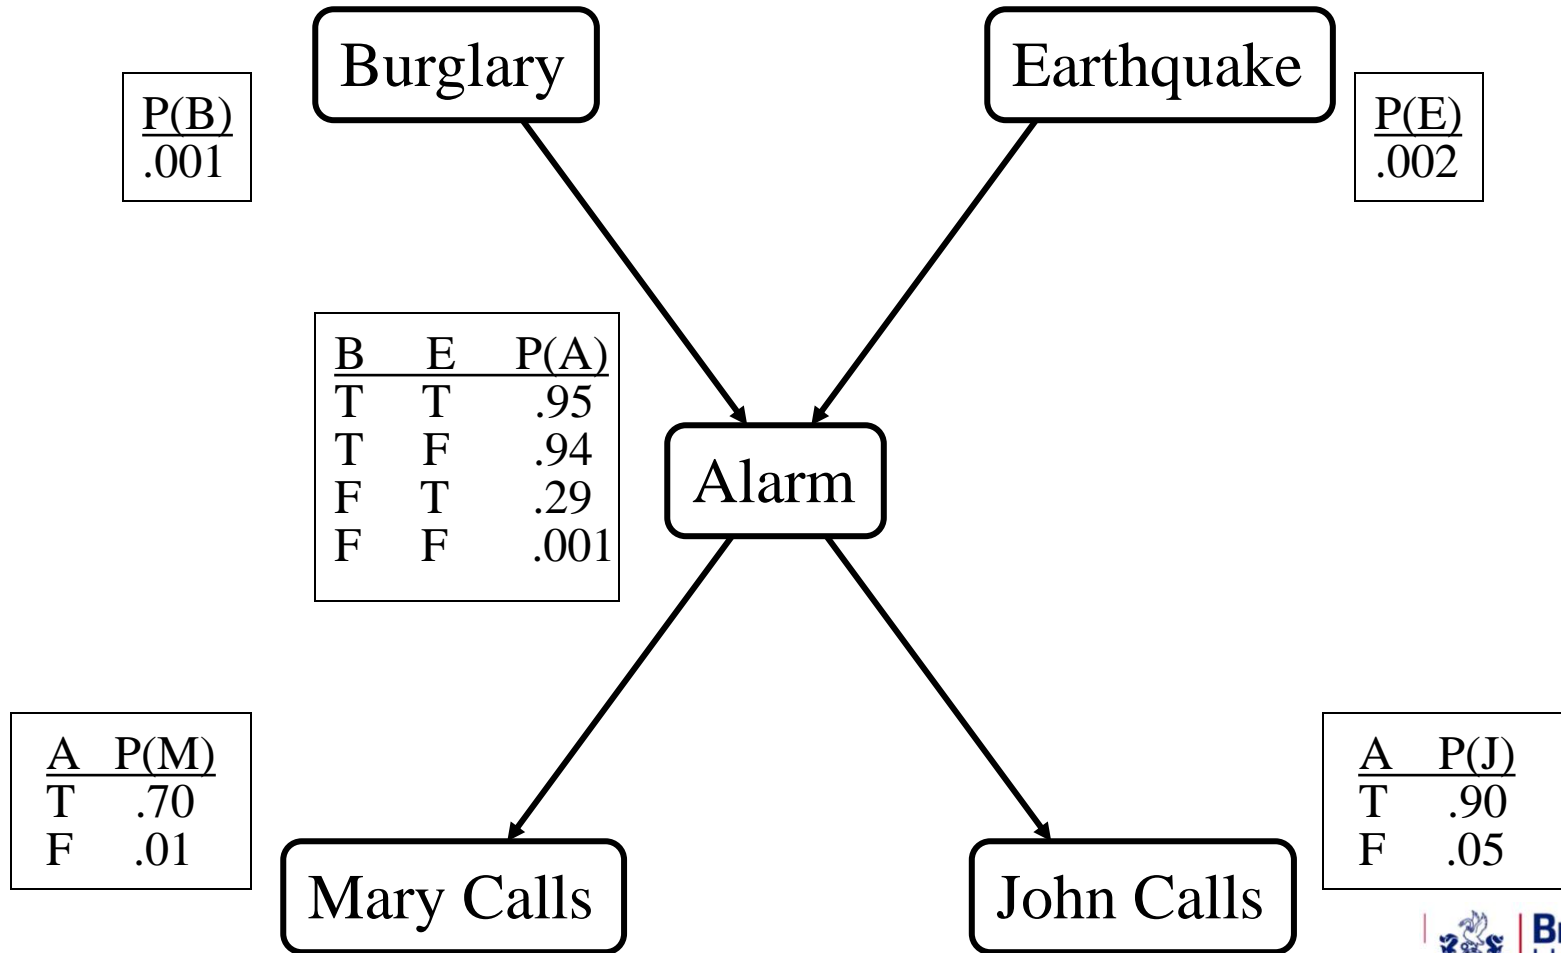 Burglary
Earthquake
P(B)
.001
P(E)
.002
B E P(A)
T T .95
T F .94
F T .29
F F .001
Alarm
A P(M)
T .70
F .01
A P(J)
T .90
F .05
Mary Calls
John Calls